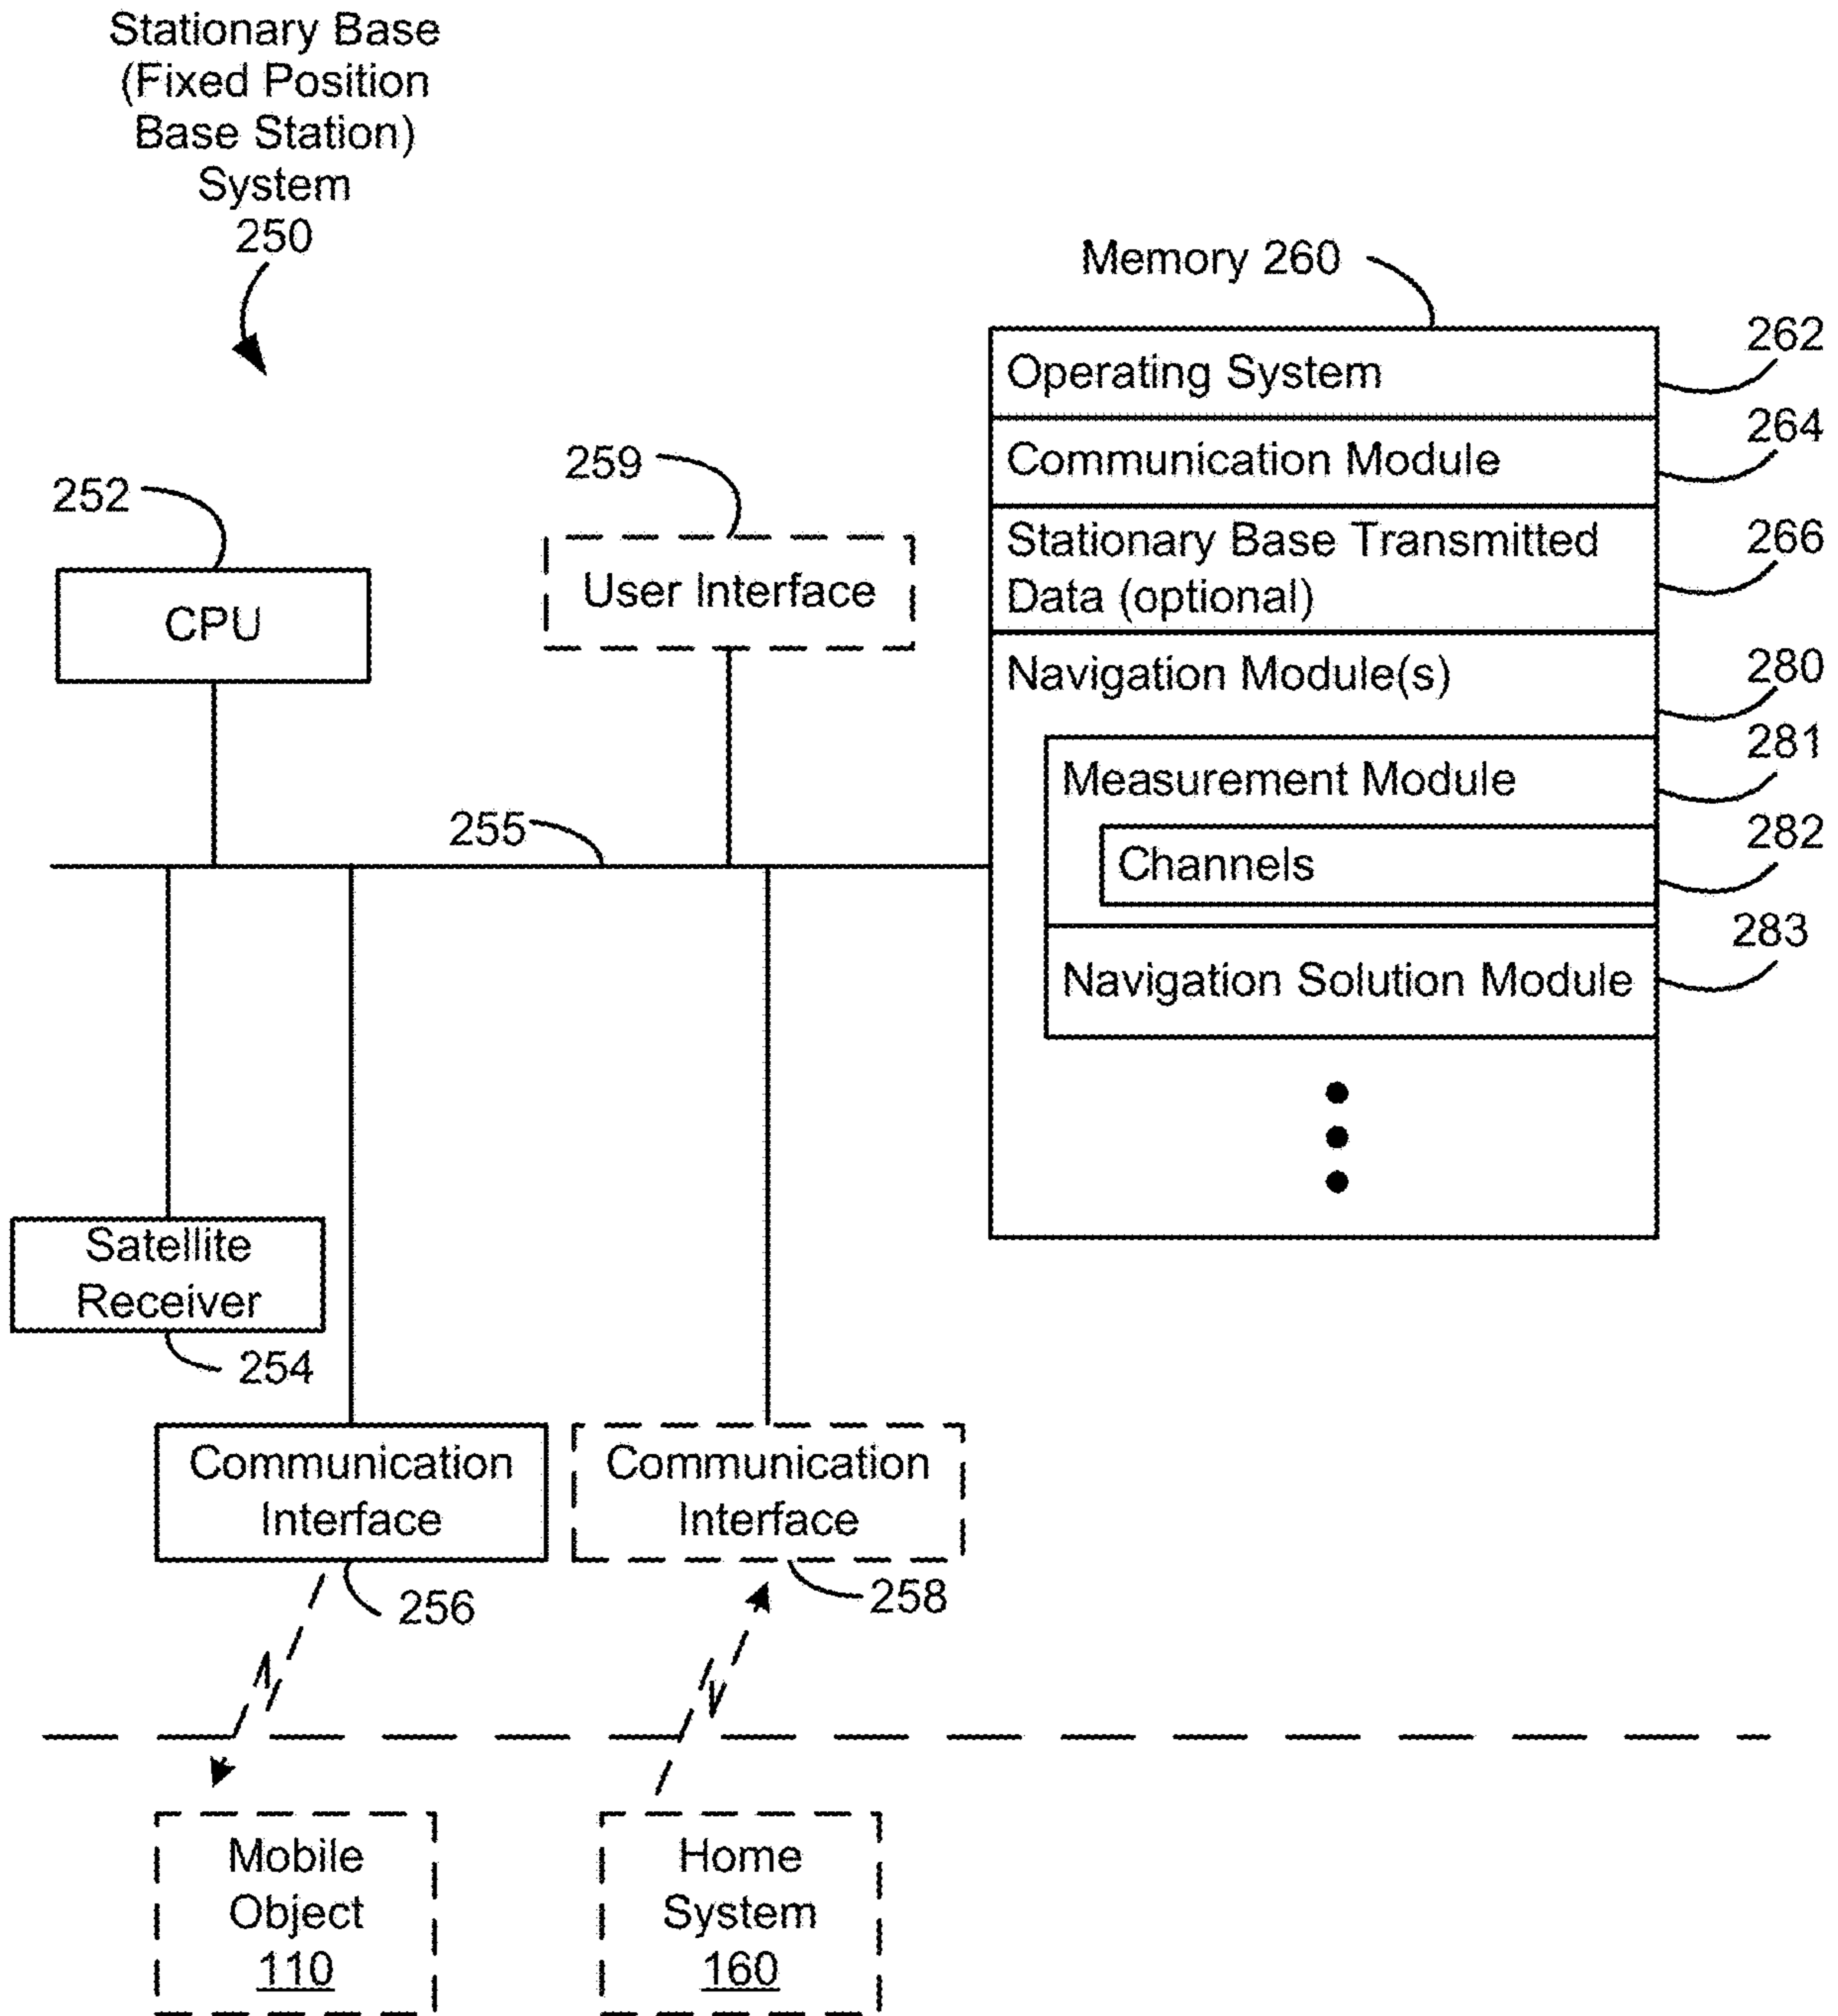 Stationary Base
(Fixed Position
Base Station)
System
250
Memory 260
Operating System
262
Communication Module
264
Stationary Base Transmitted
Data (optional)
266
Navigation Module(s)
280
Measurement Module
281
Channels
282
Navigation Solution Module
283
252
CPU
259
User Interface
255
Satellite
Receiver
254
Communication
Interface
256
Communication
Interface
258
Mobile
Object
110
Home
System
160